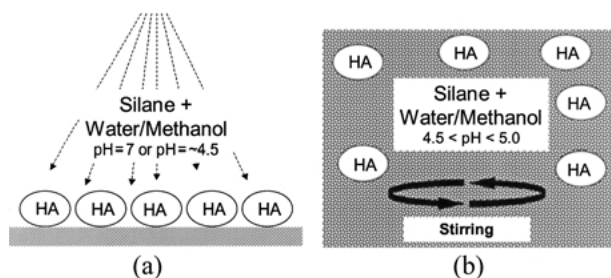 Silane +
Water/Methanol
pH=7 or pH=~4.5
HA HA HA HA HA
(a)
HA HA HA
Silane +
Water/Methanol
4.5 < pH < 5.0
HA
HA HA
Stirring
(b)